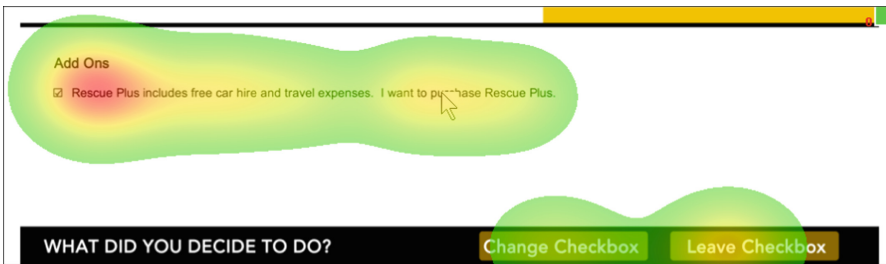 Add Ons
Rescue Plus includes free car hire and travel expenses. I want to purchase Rescue Plus.
WHAT DID YOU DECIDE TO DO? Change Checkbox Leave Checkbox